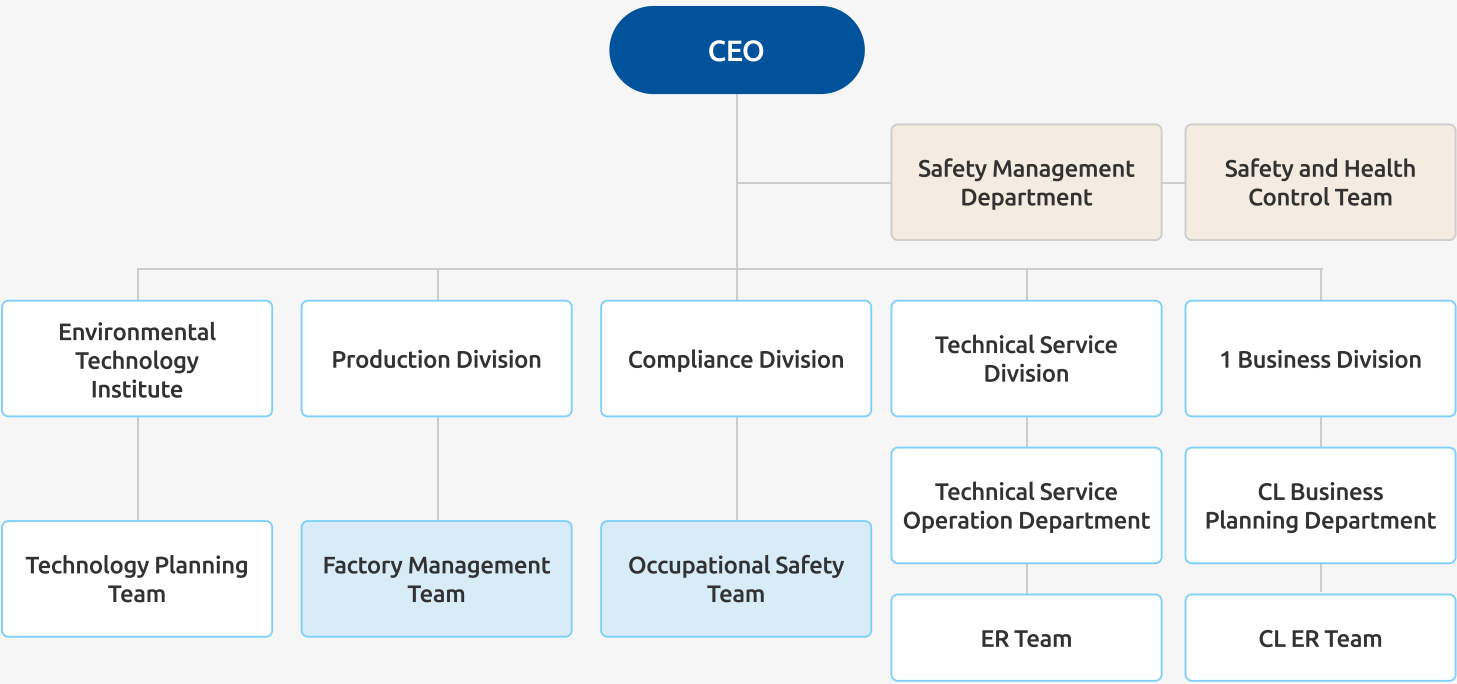 CEO
Safety Management
Department
Safety and Health
Control Team
Environmental
Technology
Institute
Production Division
Compliance Division
Technical Service
Division
1 Business Division
Technical Service
Operation Department
CL Business
Planning Department
Technology Planning
Team
Factory Management
Team
Occupational Safety
Team
ER Team
CL ER Team